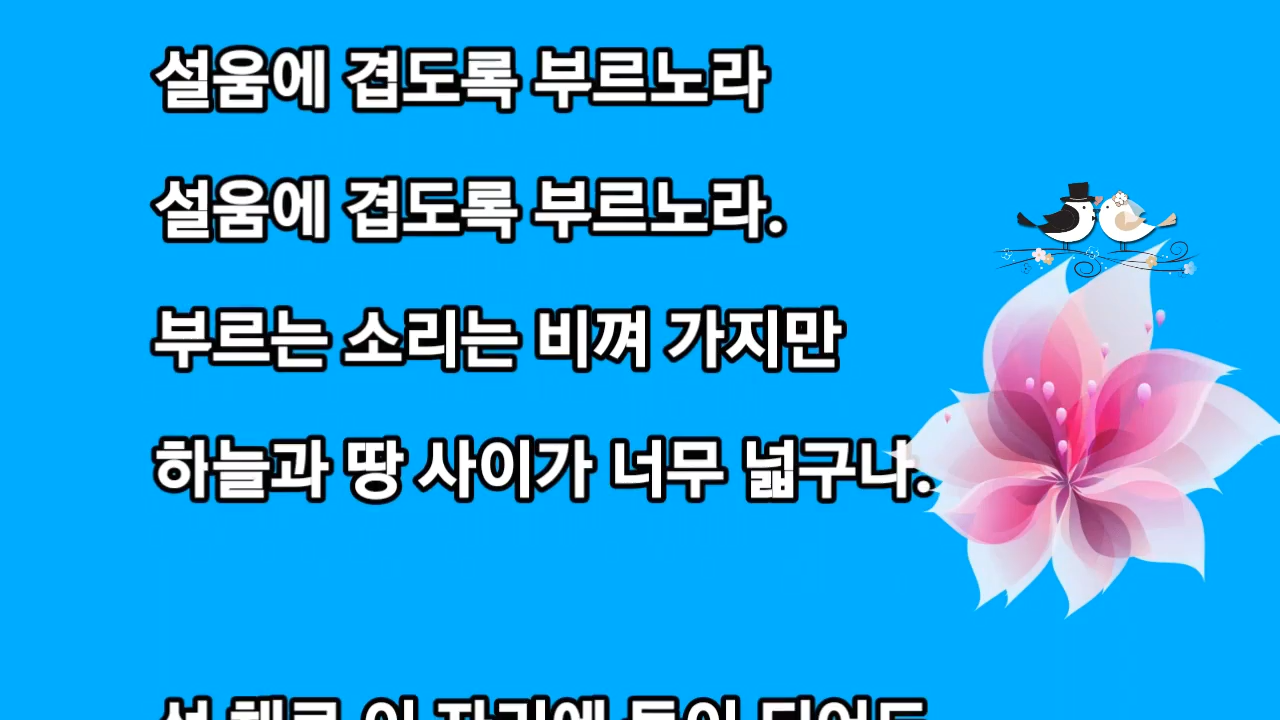 설움에 겹도록 부르노라
설움에 겹도록 부르노라.
부르는 소리는 비껴 가지만
하늘과 땅 사이가 너무 넓구나.